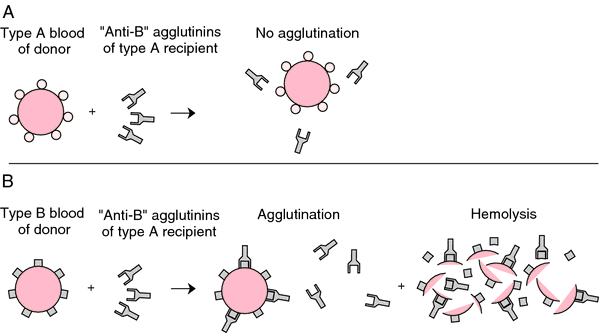 A
Type A blood
of donor
"Anti-B" agglutinins
of type A recipient
No agglutination
+
B
Type B blood
of donor
"Anti-B" agglutinins
of type A recipient
Agglutination
Hemolysis
+
+